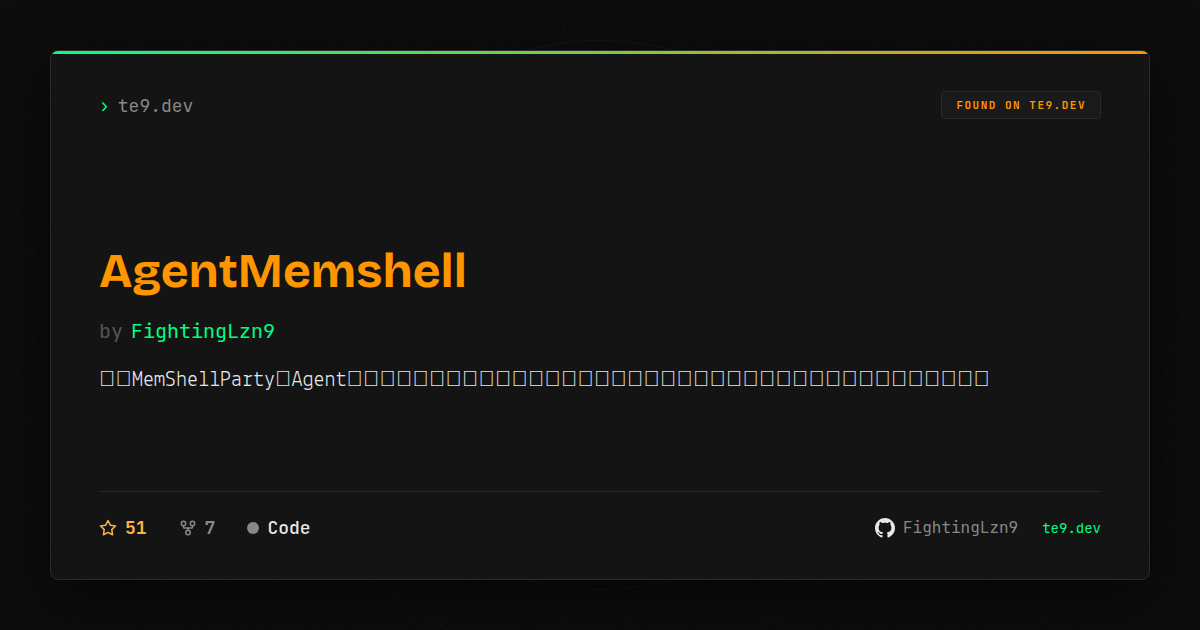 te9.dev
FOUND ON TE9.DEV
AgentMemshell
by FightingLzn9
MemShellParty Agent
51 7 Code
FightingLzn9 te9.dev